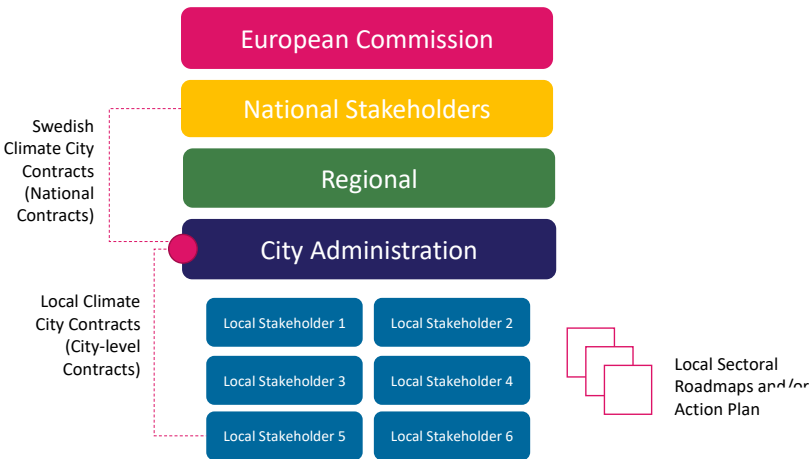 European Commission
National Stakeholders
Swedish
Climate City
Contracts
(National
Contracts)
Regional
City Administration
Local Climate
City Contracts
(City-level
Contracts)
Local Stakeholder 1
Local Stakeholder 2
Local Stakeholder 3
Local Stakeholder 4
Local Stakeholder 5
Local Stakeholder 6
Local Sectoral
Roadmaps and/or
Action Plan